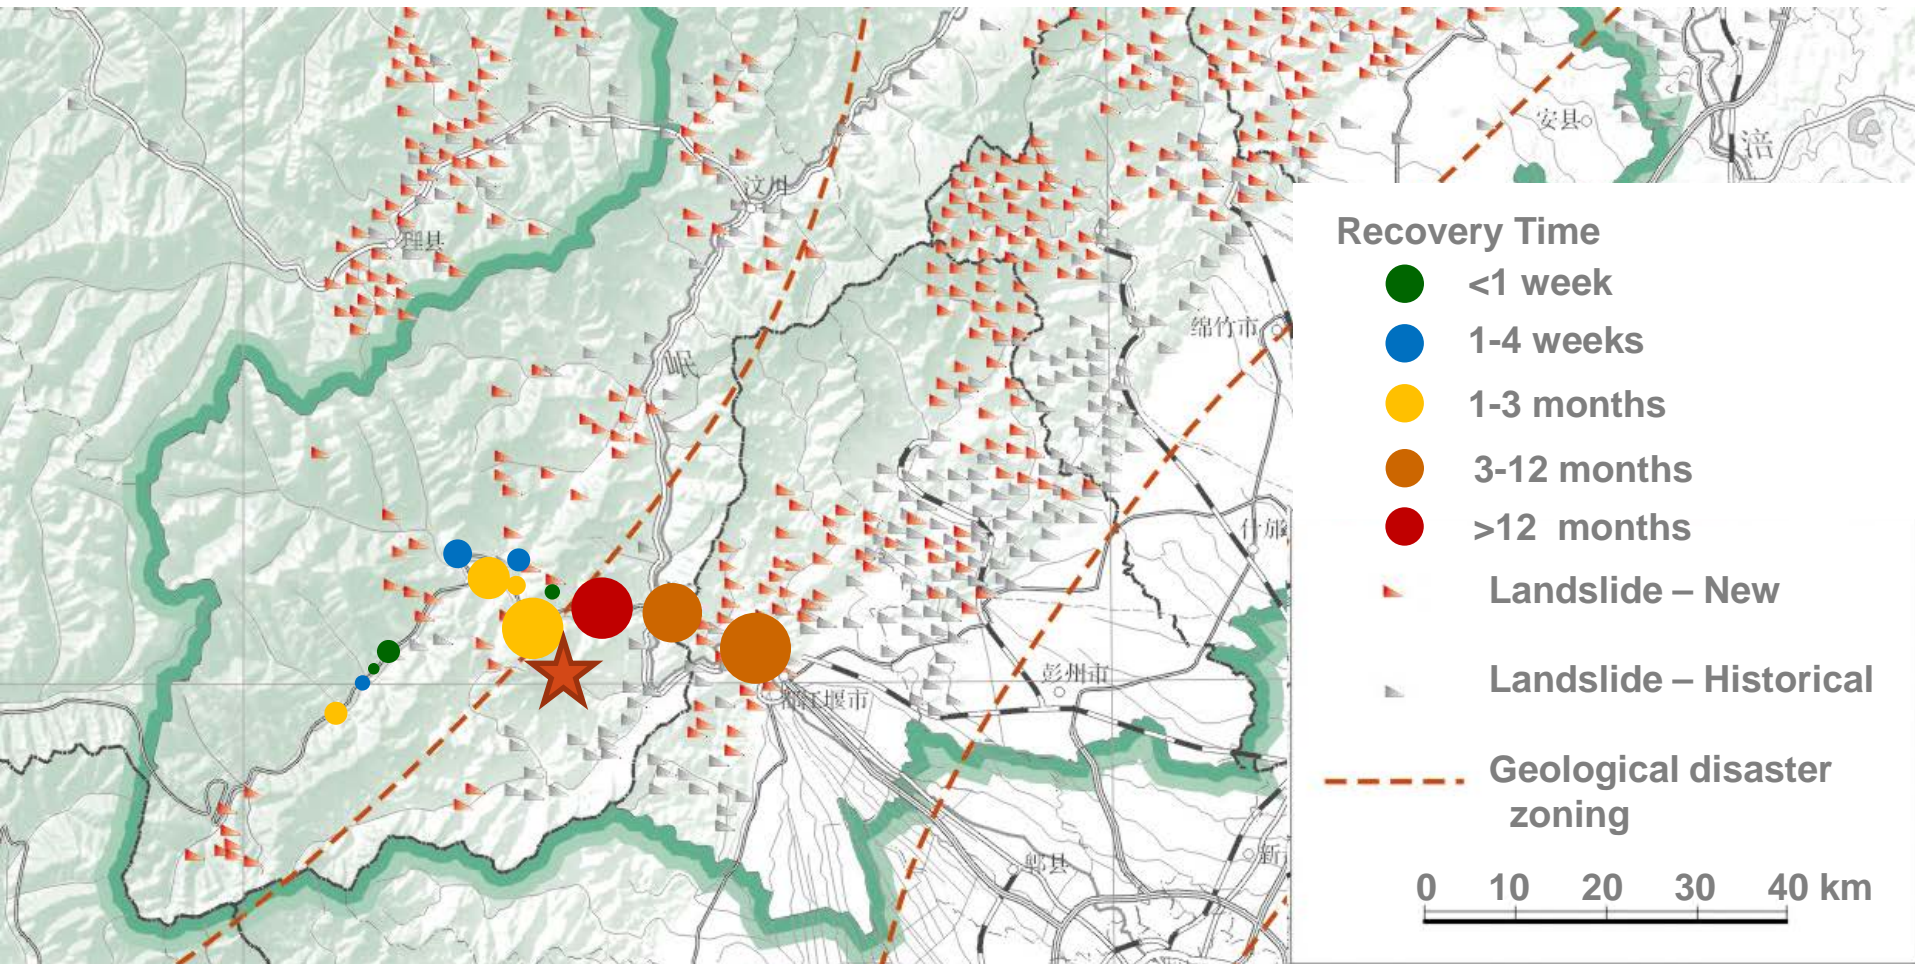 安县
涪
汶川
理县
岷
绵竹市
什邡
彭州市
都江堰市
郫县
新
Recovery Time
<1 week
1-4 weeks
1-3 months
3-12 months
>12 months
Landslide – New
Landslide – Historical
Geological disaster
zoning
0 10 20 30 40 km